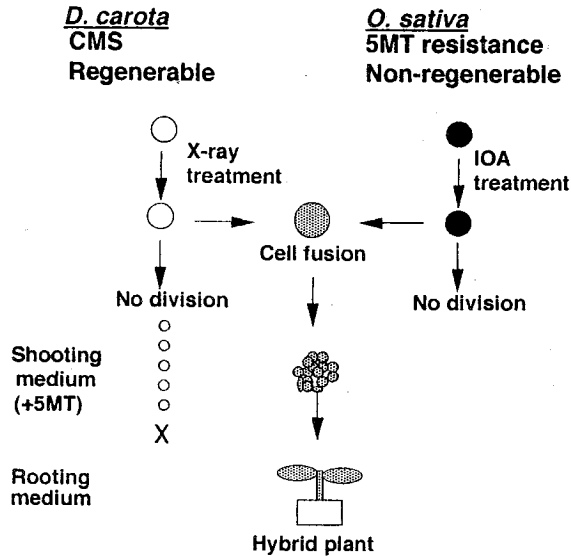 D. carota
CMS
Regenerable
O. sativa
5MT resistance
Non-regenerable
X-ray
treatment
IOA
treatment
Cell fusion
No division
No division
Shooting
medium
(+5MT)
X
Rooting
medium
Hybrid plant